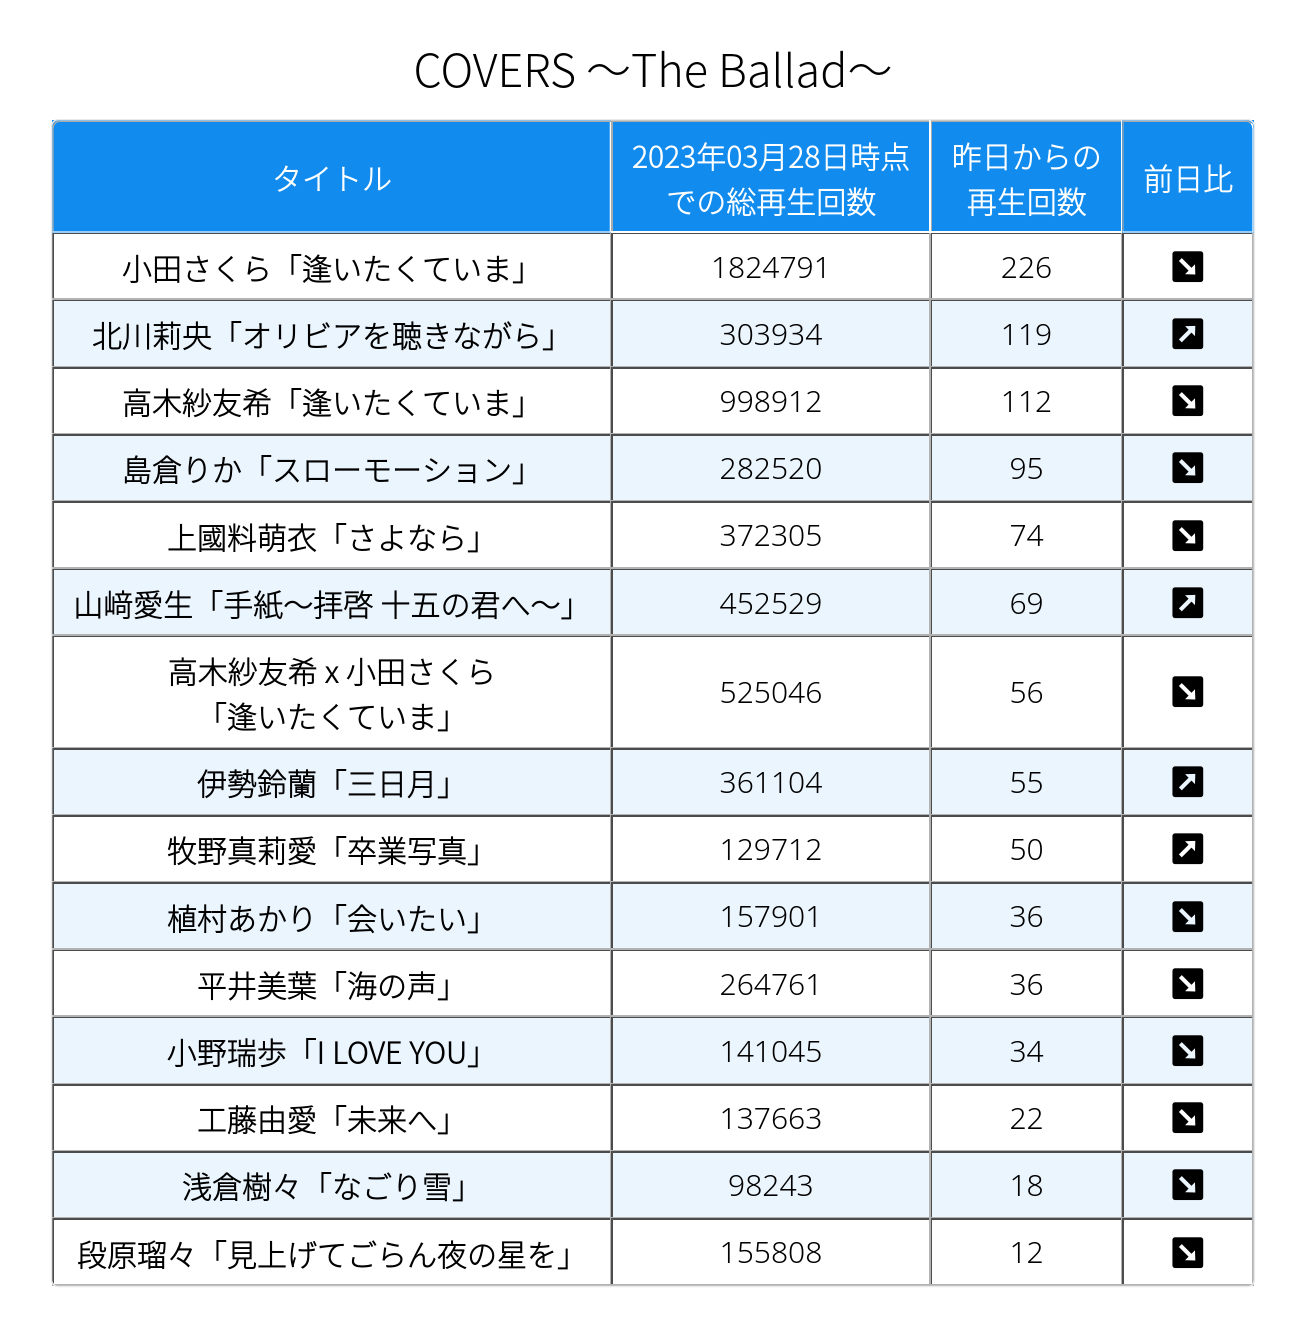 COVERS ～The Ballad～
タイトル
2023年03月28日時点
での総再生回数
昨日からの
再生回数
前日比
小田さくら「逢いたくていま」 1824791 226
北川莉央「オリビアを聴きながら」 303934 119
高木紗友希「逢いたくていま」 998912 112
島倉りか「スローモーション」 282520 95
上國料萌衣「さよなら」 372305 74
山﨑愛生「手紙～拝啓 十五の君へ～」 452529 69
高木紗友希 x 小田さくら
「逢いたくていま」 525046 56
伊勢鈴蘭「三日月」 361104 55
牧野真莉愛「卒業写真」 129712 50
植村あかり「会いたい」 157901 36
平井美葉「海の声」 264761 36
小野瑞歩「I LOVE YOU」 141045 34
工藤由愛「未来へ」 137663 22
浅倉樹々「なごり雪」 98243 18
段原瑠々「見上げてごらん夜の星を」 155808 12